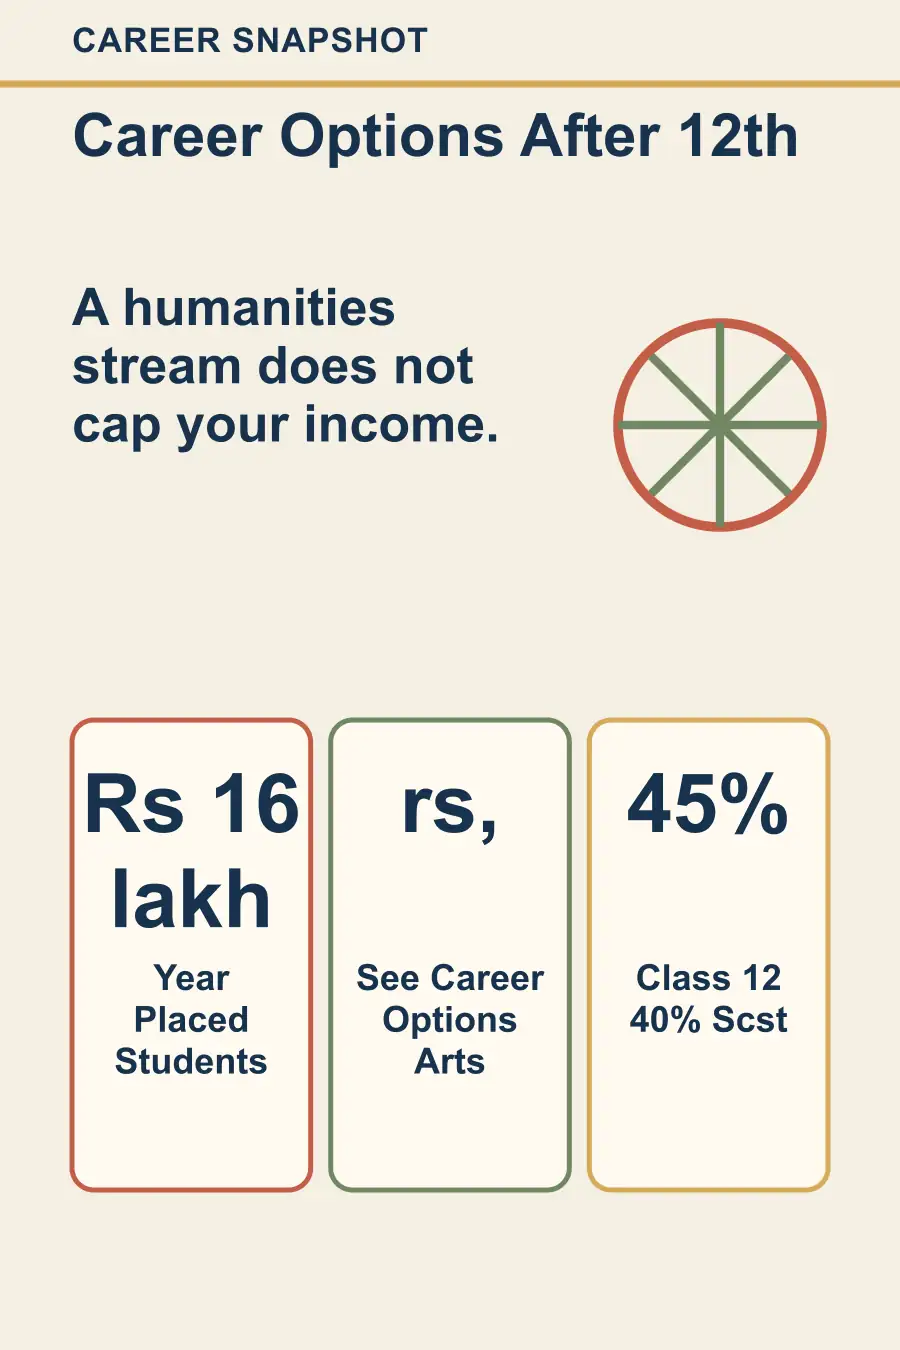 CAREER SNAPSHOT
Career Options After 12th
A humanities
stream does not
cap your income.
Rs 16
lakh
Year
Placed
Students
rs,
See Career
Options
Arts
45%
Class 12
40% Scst